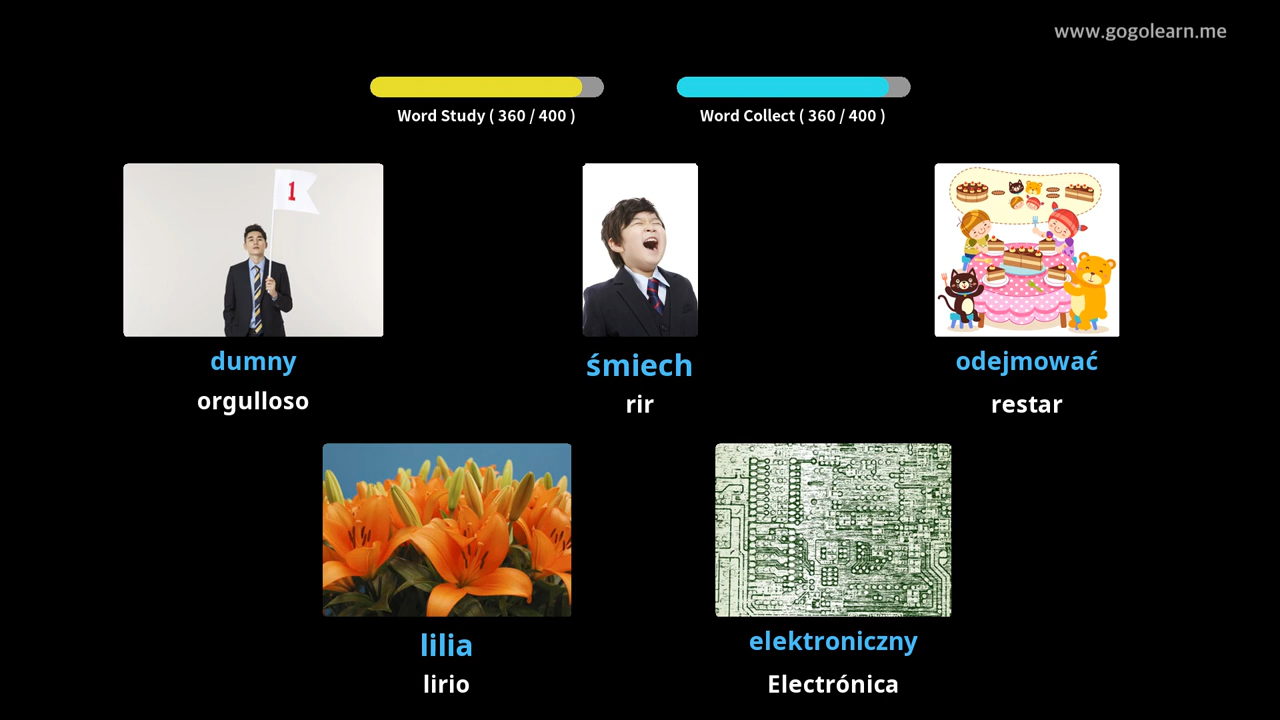 www.gogolearn.me
Word Study ( 360 / 400 )
Word Collect ( 360 / 400 )
1
dumny
orgulloso
śmiech
rir
odejmować
restar
lilia
lirio
elektroniczny
Electrónica